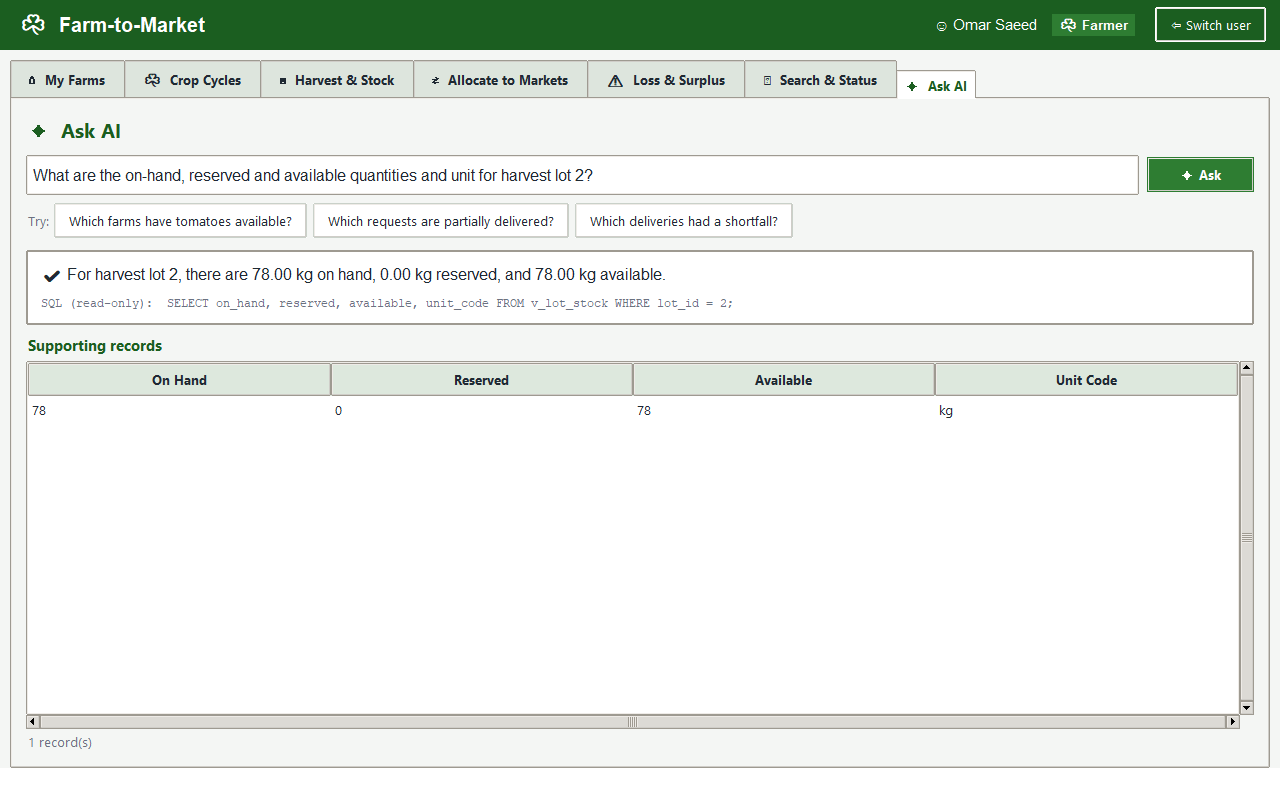 Farm-to-Market
Omar Saeed
Farmer
Switch user
My Farms
Crop Cycles
Harvest & Stock
Allocate to Markets
Loss & Surplus
Search & Status
Ask AI
Ask AI
What are the on-hand, reserved and available quantities and unit for harvest lot 2?
Ask
Try:
Which farms have tomatoes available?
Which requests are partially delivered?
Which deliveries had a shortfall?
For harvest lot 2, there are 78.00 kg on hand, 0.00 kg reserved, and 78.00 kg available.
SQL (read-only): SELECT on_hand, reserved, available, unit_code FROM v_lot_stock WHERE lot_id = 2;
Supporting records
On Hand Reserved Available Unit Code
78 0 78 kg
1 record(s)